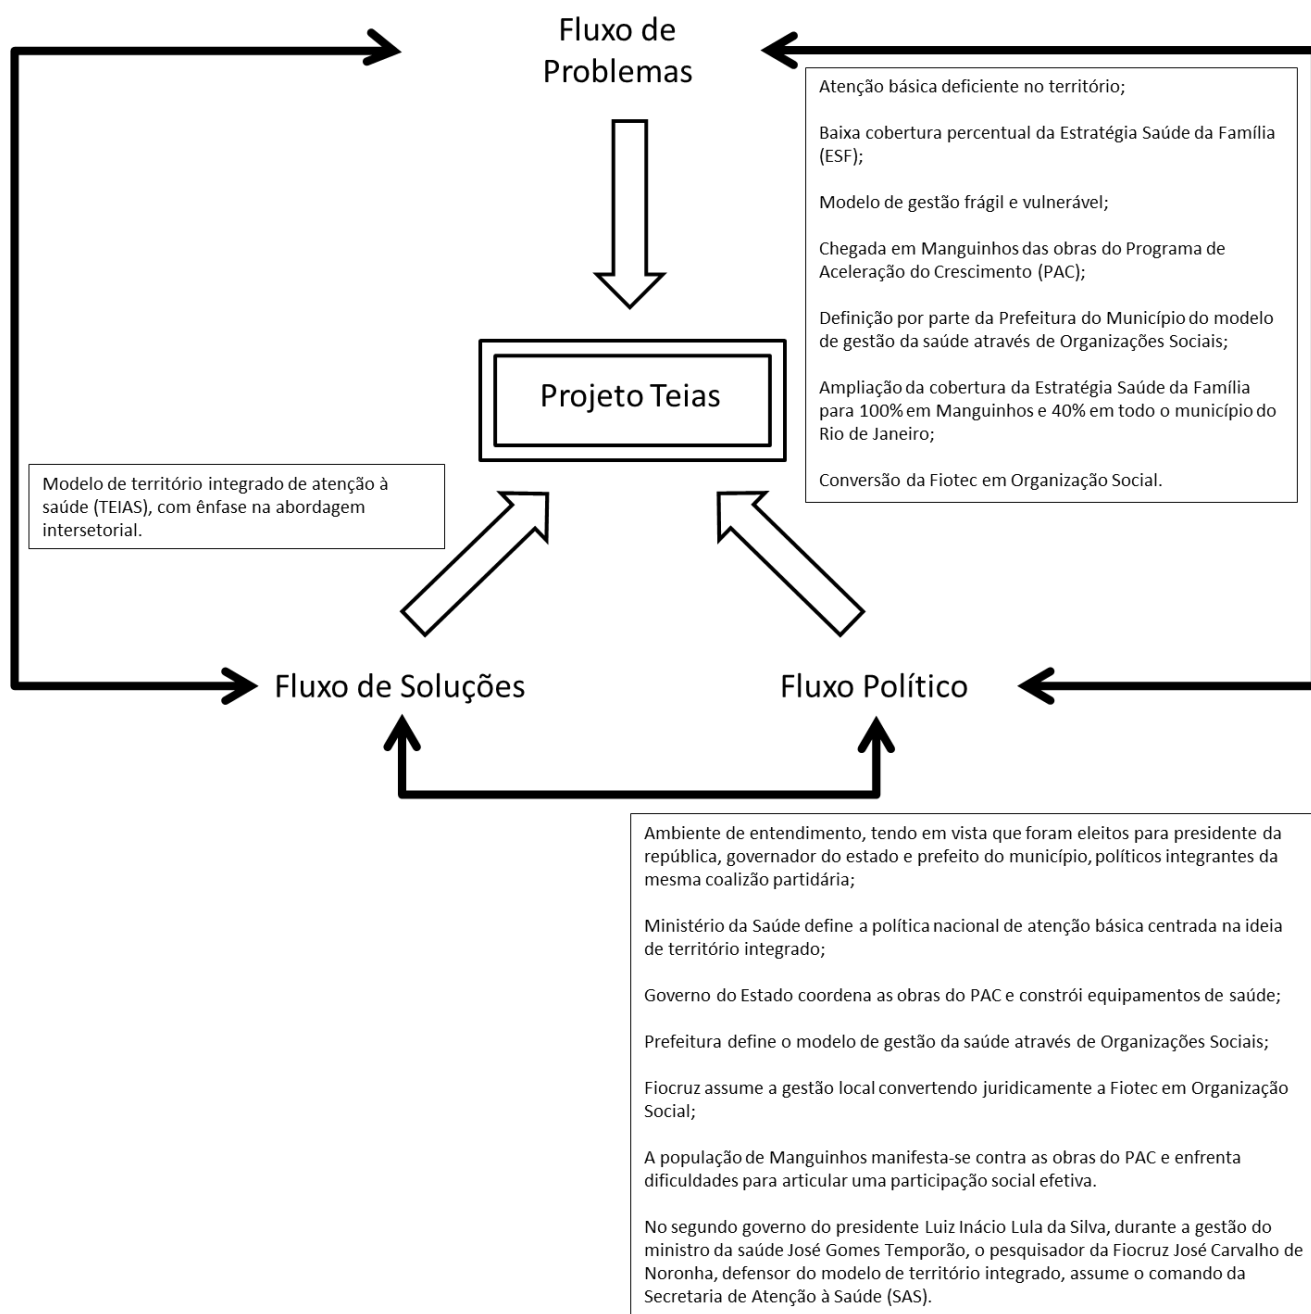 Fluxo de
Problemas
Atenção básica deficiente no território;
Baixa cobertura percentual da Estratégia Saúde da Família
(ESF);
Modelo de gestão frágil e vulnerável;
Chegada em Manguinhos das obras do Programa de
Aceleração do Crescimento (PAC);
Definição por parte da Prefeitura do Município do modelo
de gestão da saúde através de Organizações Sociais;
Ampliação da cobertura da Estratégia Saúde da Família
para 100% em Manguinhos e 40% em todo o município do
Rio de Janeiro;
Conversão da Fiotec em Organização Social.
Projeto Teias
Modelo de território integrado de atenção à
saúde (TEIAS), com ênfase na abordagem
intersetorial.
Fluxo de Soluções
Fluxo Político
Ambiente de entendimento, tendo em vista que foram eleitos para presidente da
república, governador do estado e prefeito do município, políticos integrantes da
mesma coalizão partidária;
Ministério da Saúde define a política nacional de atenção básica centrada na ideia
de território integrado;
Governo do Estado coordena as obras do PAC e constrói equipamentos de saúde;
Prefeitura define o modelo de gestão da saúde através de Organizações Sociais;
Fiocruz assume a gestão local convertendo juridicamente a Fiotec em Organização
Social;
A população de Manguinhos manifesta-se contra as obras do PAC e enfrenta
dificuldades para articular uma participação social efetiva.
No segundo governo do presidente Luiz Inácio Lula da Silva, durante a gestão do
ministro da saúde José Gomes Temporão, o pesquisador da Fiocruz José Carvalho de
Noronha, defensor do modelo de território integrado, assume o comando da
Secretaria de Atenção à Saúde (SAS).